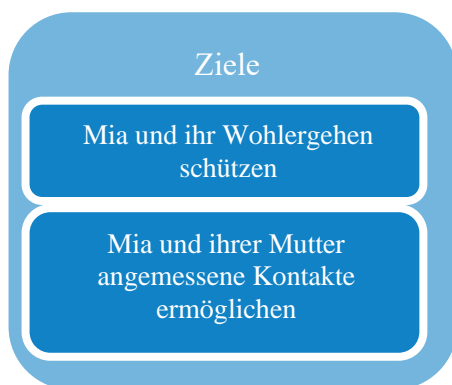 Ziele
Mia und ihr Wohlergehen
schützen
Mia und ihrer Mutter
angemessene Kontakte
ermöglichen